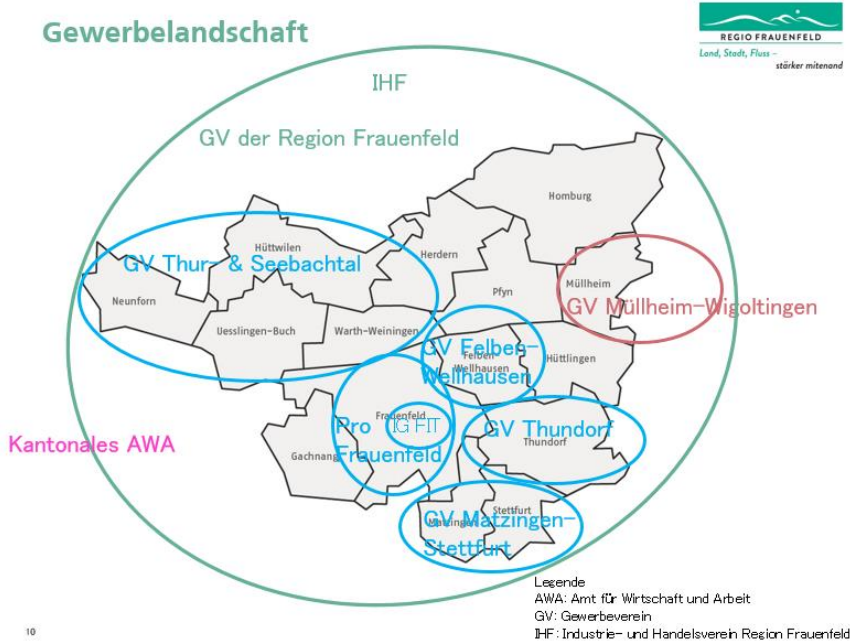 Gewerbelandschaft
REGIO FRAUENFELD
Land, Stadt, Fluss –
stärker mitenand
IHF
GV der Region Frauenfeld
Homburg
Hüttwilen
Herdern
GV Thur- & Seebachtal
Müllheim
Pfyn
Neunforn
GV Müllheim-Wigoltingen
Uesslingen-Buch
Warth-Weiningen
GV Felben-
Wellhausen
Felben
Wellhausen
Hüttlingen
Frauenfeld
Pro
Frauenfeld
IG FIT
GV Thundorf
Thundorf
Kantonales AWA
Gachnang
Stettfurt
GV Matzingen-
Stettfurt
Matzingen
Legende
AWA: Amt für Wirtschaft und Arbeit
GV: Gewerbeverein
IHF: Industrie- und Handelsverein Region Frauenfeld
10